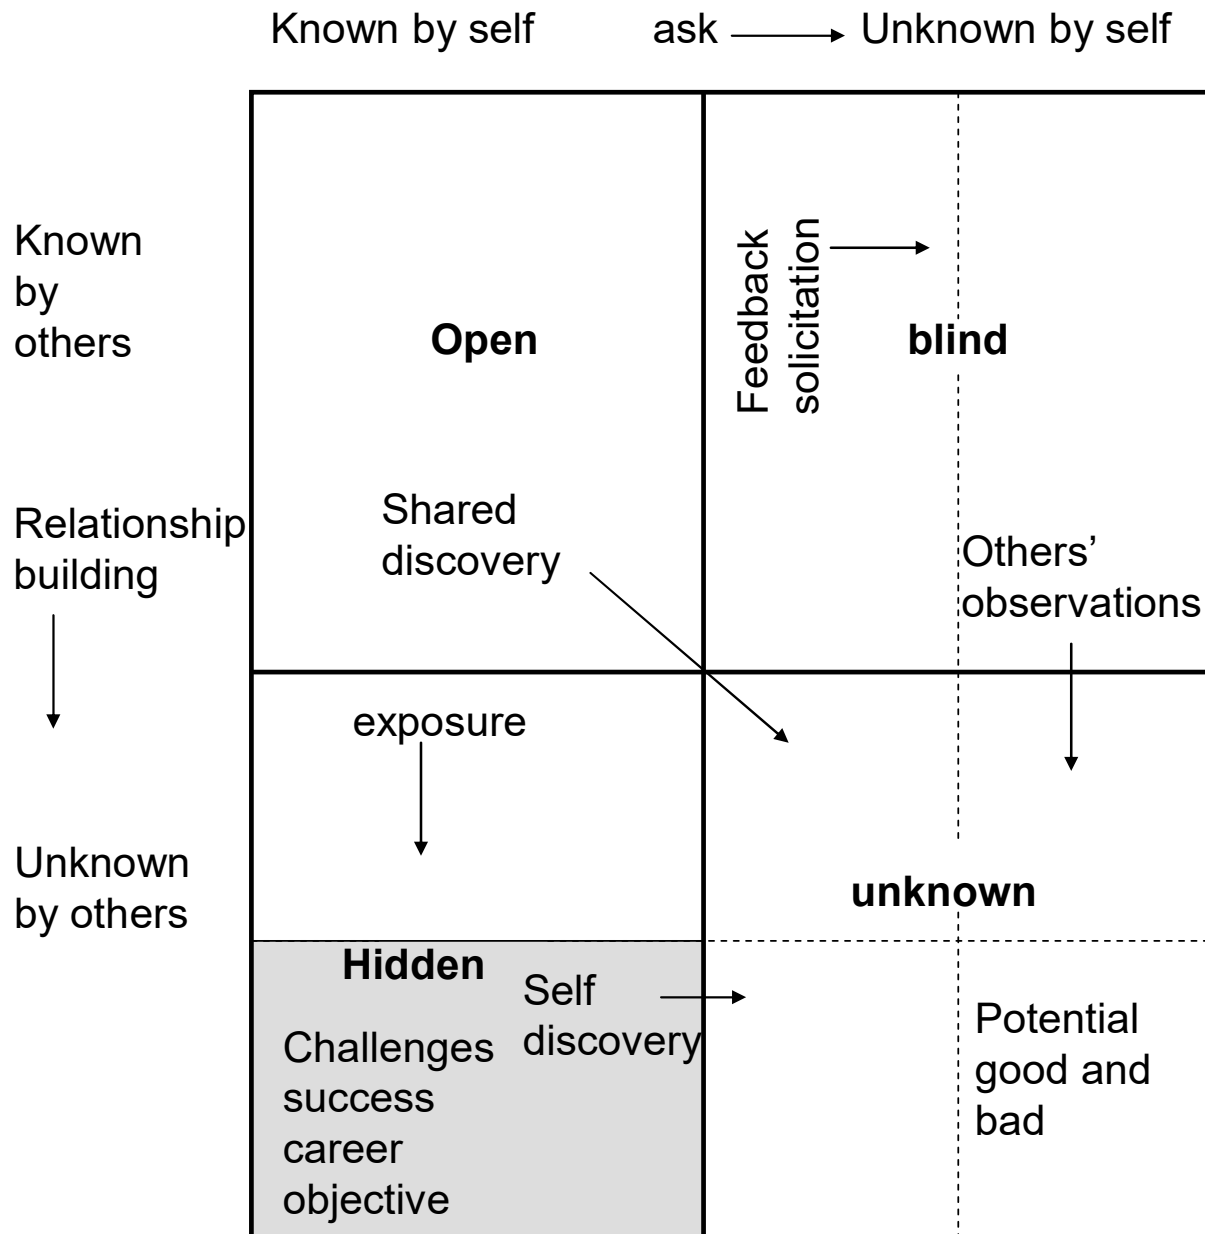 Known by self ask Unknown by self
Known
by
others
Feedback
solicitation
Open
blind
Relationship
building
Shared
discovery
Others’
observations
exposure
Unknown
by others
unknown
Hidden
Self
discovery
Challenges
success
career
objective
Potential
good and
bad